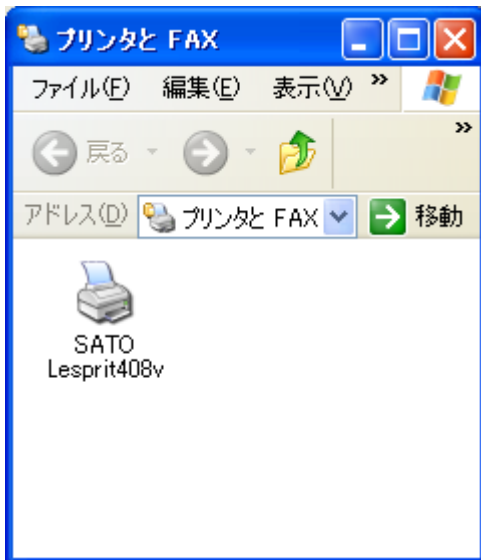 プリンタと FAX
ファイル(F) 編集(E) 表示(V) »
戻る »
アドレス(D) プリンタと FAX 移動
SATO
Lesprit408v